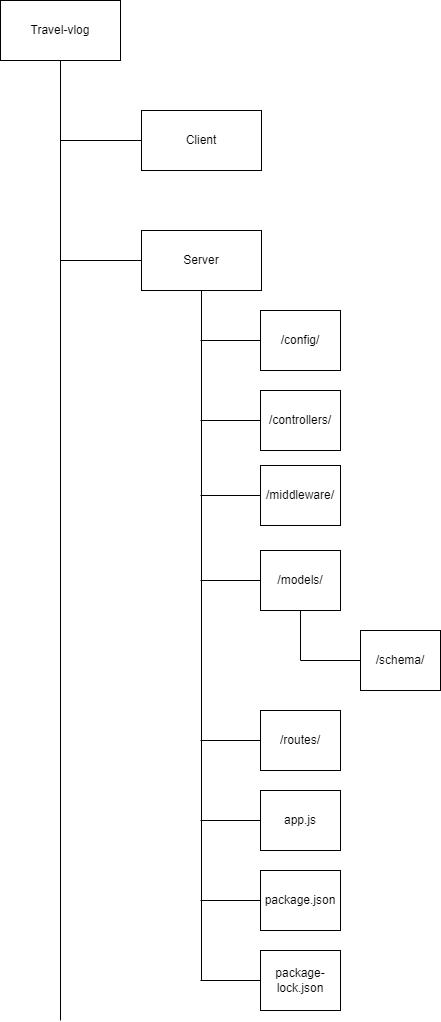 Travel-vlog
Client
Server
/config/
/controllers/
/middleware/
/models/
/schema/
/routes/
app.js
package.json
package-
lock.json